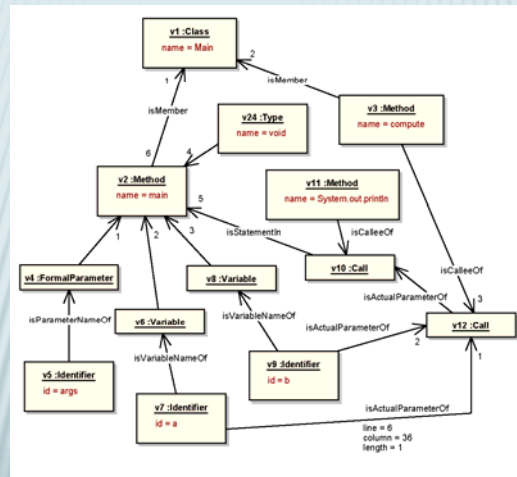 v1 :Class
name = Main
1
2
isMember
isMember
v24 :Type
name = void
v3 :Method
name = compute
6
4
v2 :Method
name = main
5
v11 :Method
name = System.out.println
1
2
3
isStatementIn
isCalleeOf
isCalleeOf
v4 :FormalParameter
v8 :Variable
v10 :Call
isParameterNameOf
v6 :Variable
isVariableNameOf
isActualParameterOf
isActualParameterOf
3
v12 :Call
2
1
isVariableNameOf
v5 :Identifier
id = args
v9 :Identifier
id = b
v7 :Identifier
id = a
isActualParameterOf
line = 6
column = 36
length = 1